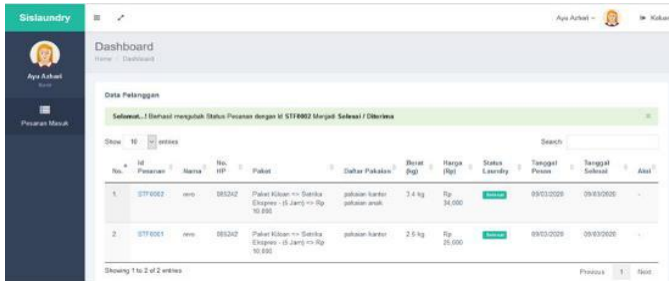 Sislaundry
Ayu Azhari
Keluar
Dashboard
Home / Dashboard
Ayu Azhari
Pesanan Masuk
Data Pelanggan
Selamat...! Berhasil mengubah Status Pesanan dengan Id STF0002 Menjadi Selesai / Diterima
Show 10 entries
Search:
No. Id Pesanan Nama No. HP Paket Daftar Pakaian Berat (kg) Harga (Rp) Status Laundry Tanggal Pesan Tanggal Selesai Aksi
1. STF0002 085242 Paket Kiloan => Setrika Ekspres - (5 Jam) => Rp 10.000 pakaian kantor pakaian anak 3.4 kg Rp 34,000 Selesai 09/03/2020 09/03/2020 -
2 STF0001 085242 Paket Kiloan => Setrika Ekspres - (5 Jam) => Rp 10.000 pakaian kantor 2.5 kg Rp 25,000 Selesai 09/03/2020 09/03/2020 -
Showing 1 to 2 of 2 entries
Previous 1 Next